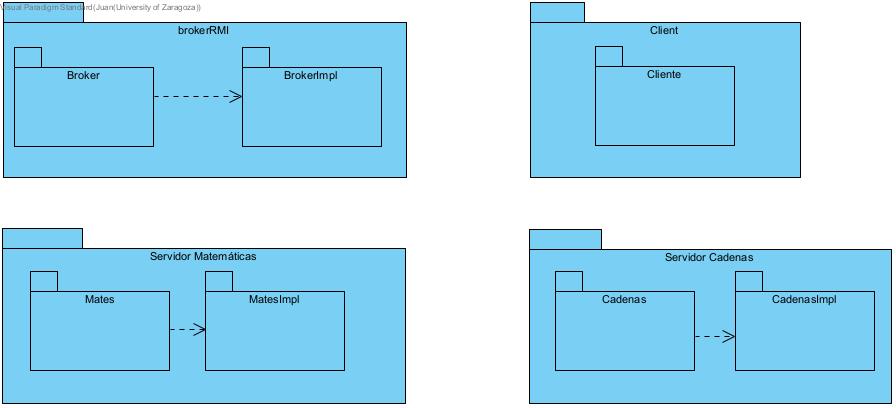 Visual Paradigm Standard(Juan(University of Zaragoza))
brokerRMI
Broker
BrokerImpl
Client
Cliente
Servidor Matemáticas
Mates
MatesImpl
Servidor Cadenas
Cadenas
CadenasImpl